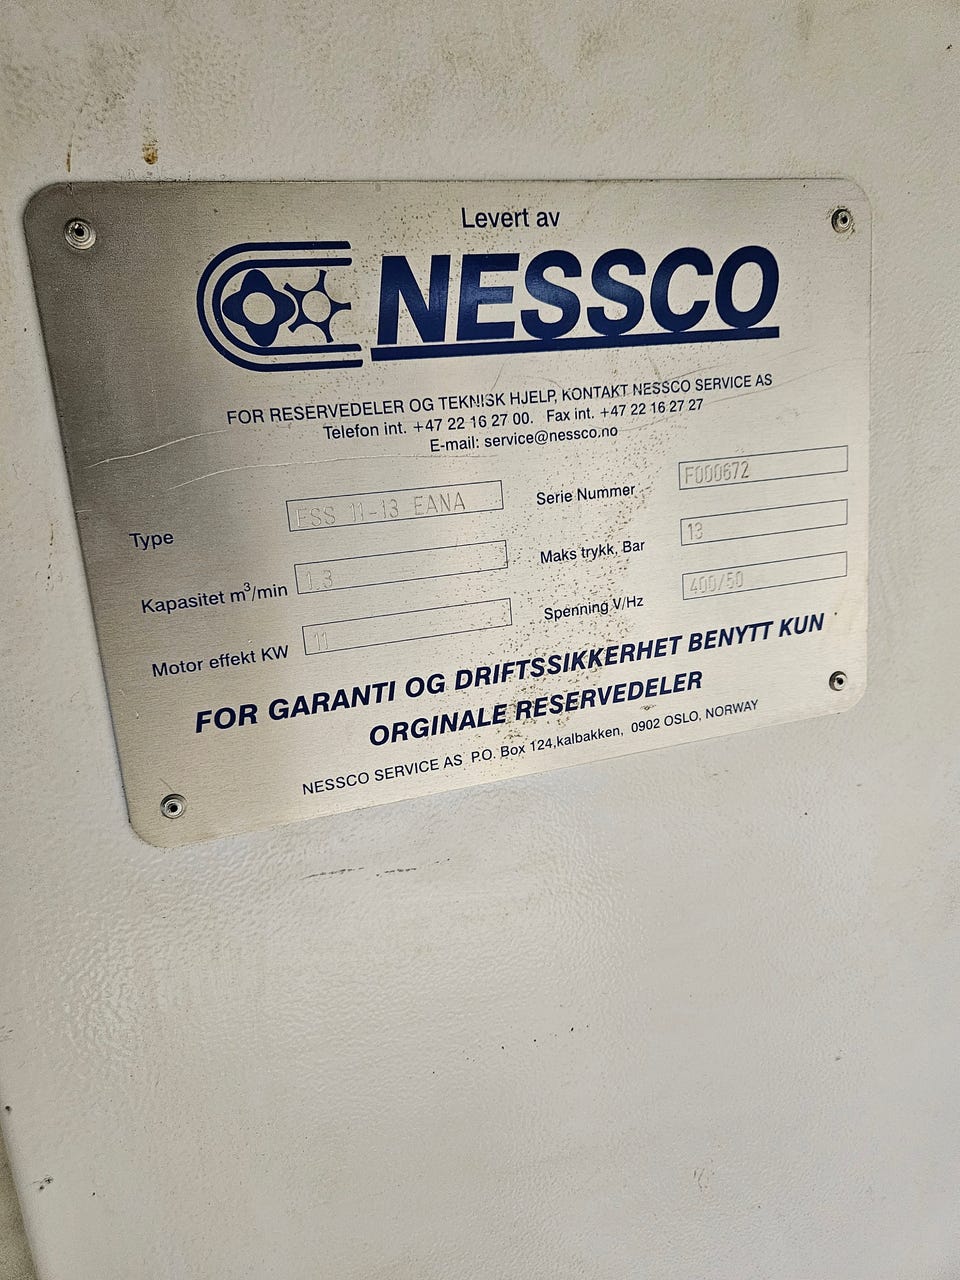 Levert av
NESSCO
FOR RESERVEDELER OG TEKNISK HJELP, KONTAKT NESSCO SERVICE AS
Telefon int. +47 22 16 27 00. Fax int. +47 22 16 27 27
E-mail: service@nessco.no
Type ESS 11-13 EANA Serie Nummer F000672
Kapasitet m³/min 1.3 Maks trykk, Bar 13
Motor effekt KW 11 Spenning V/Hz 400/50
FOR GARANTI OG DRIFTSSIKKERHET BENYTT KUN
ORGINALE RESERVEDELER
NESSCO SERVICE AS P.O. Box 124,kalbakken, 0902 OSLO, NORWAY